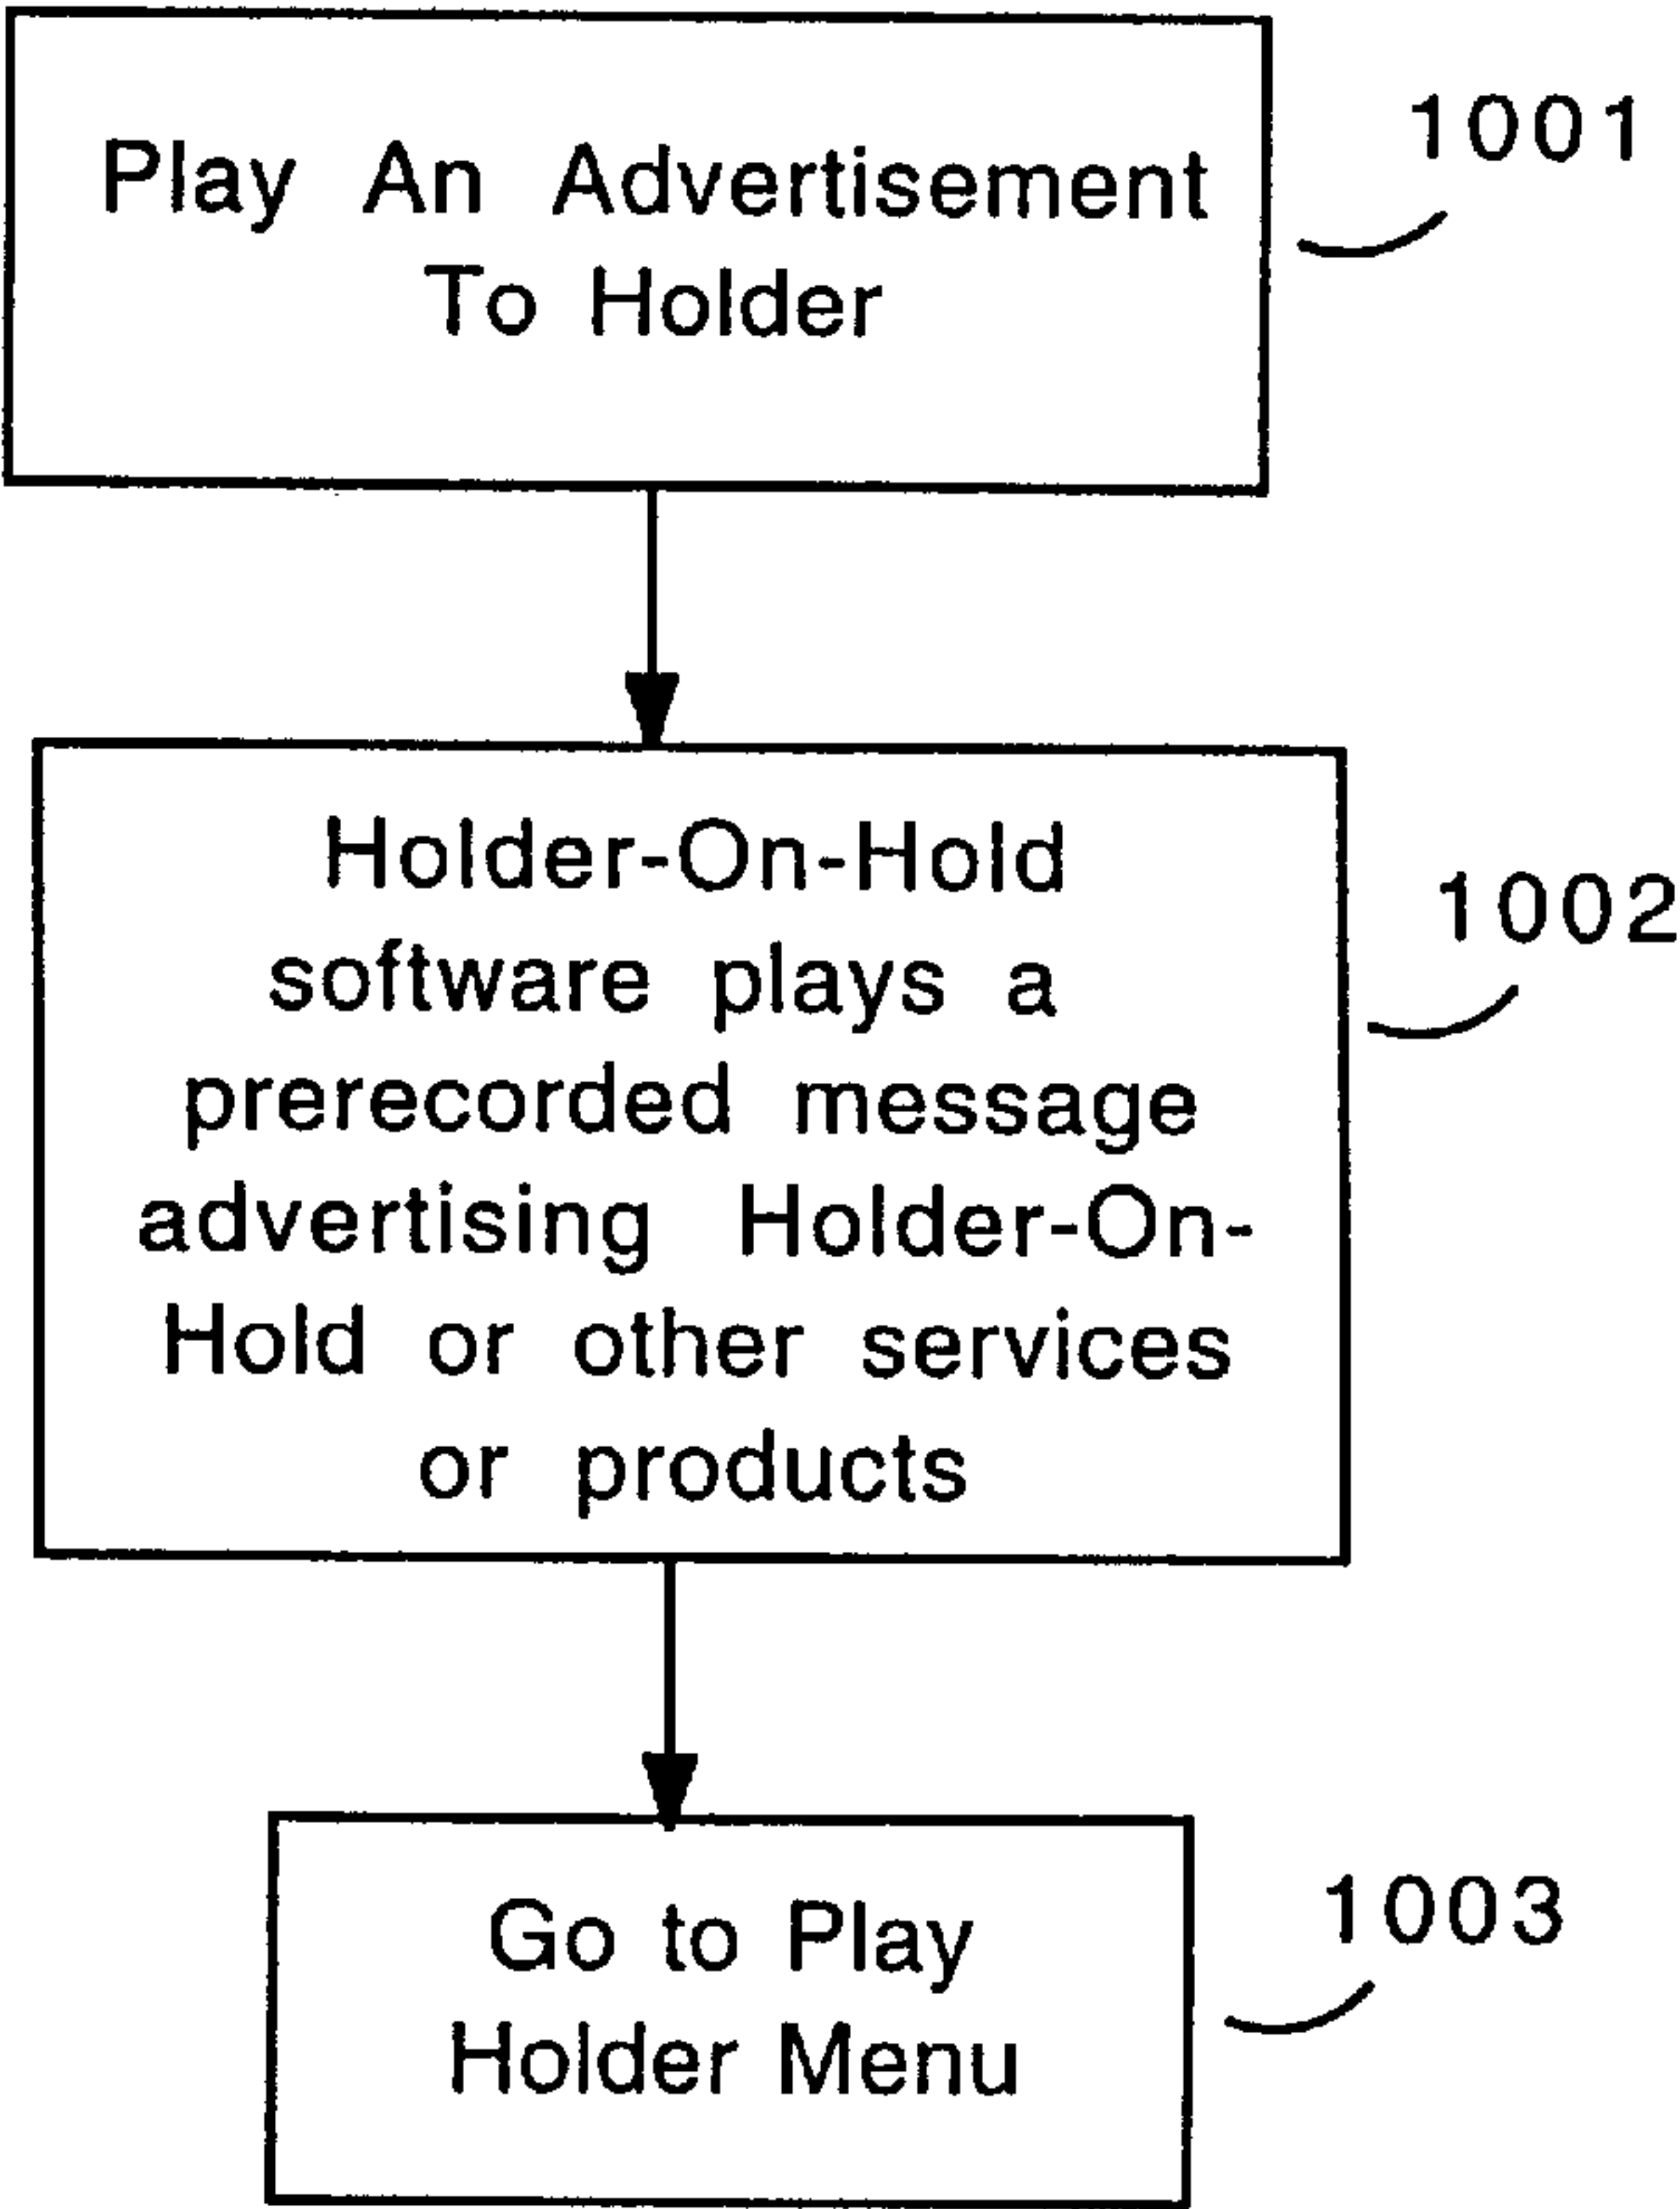 Play An Advertisement
To Holder
1001
Holder-On-Hold
software plays a
prerecorded message
advertising Holder-On-
Hold or other services
or products
1002
Go to Play
Holder Menu
1003